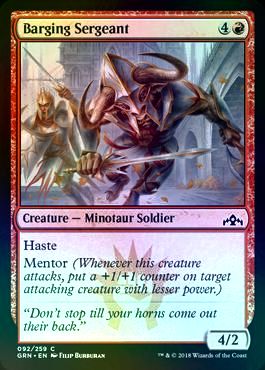 Barging Sergeant 4
Creature — Minotaur Soldier
Haste
Mentor (Whenever this creature
attacks, put a +1/+1 counter on target
attacking creature with lesser power.)
"Don't stop till your horns come out
their back."
4/2
092/259 C
GRN • EN FILIP BURBURAN
™ & © 2018 Wizards of the Coast